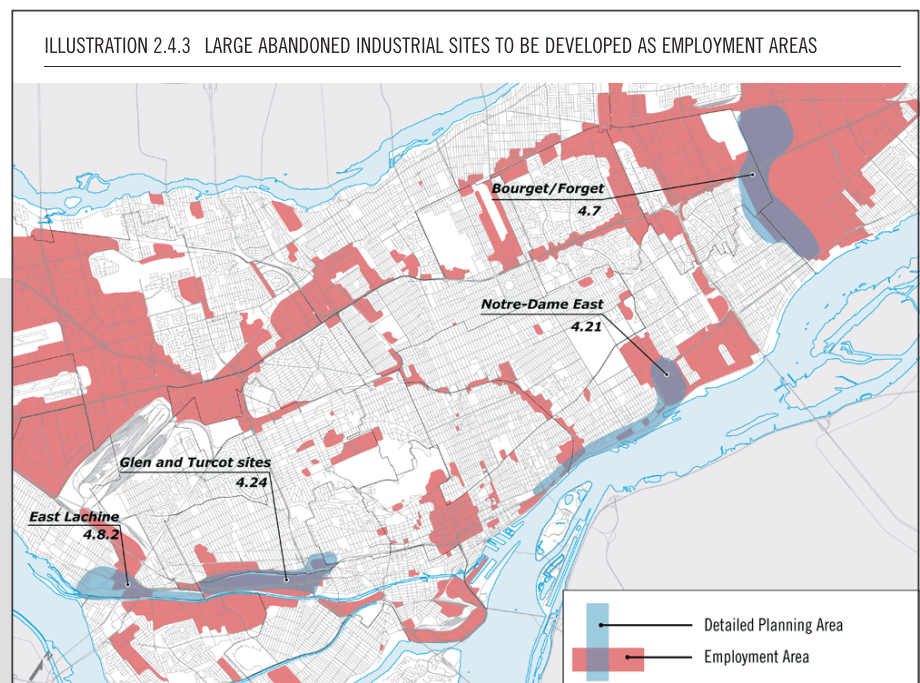 ILLUSTRATION 2.4.3 LARGE ABANDONED INDUSTRIAL SITES TO BE DEVELOPED AS EMPLOYMENT AREAS
Bourget/Forget
4.7
Notre-Dame East
4.21
Glen and Turcot sites
4.24
East Lachine
4.8.2
Detailed Planning Area
Employment Area